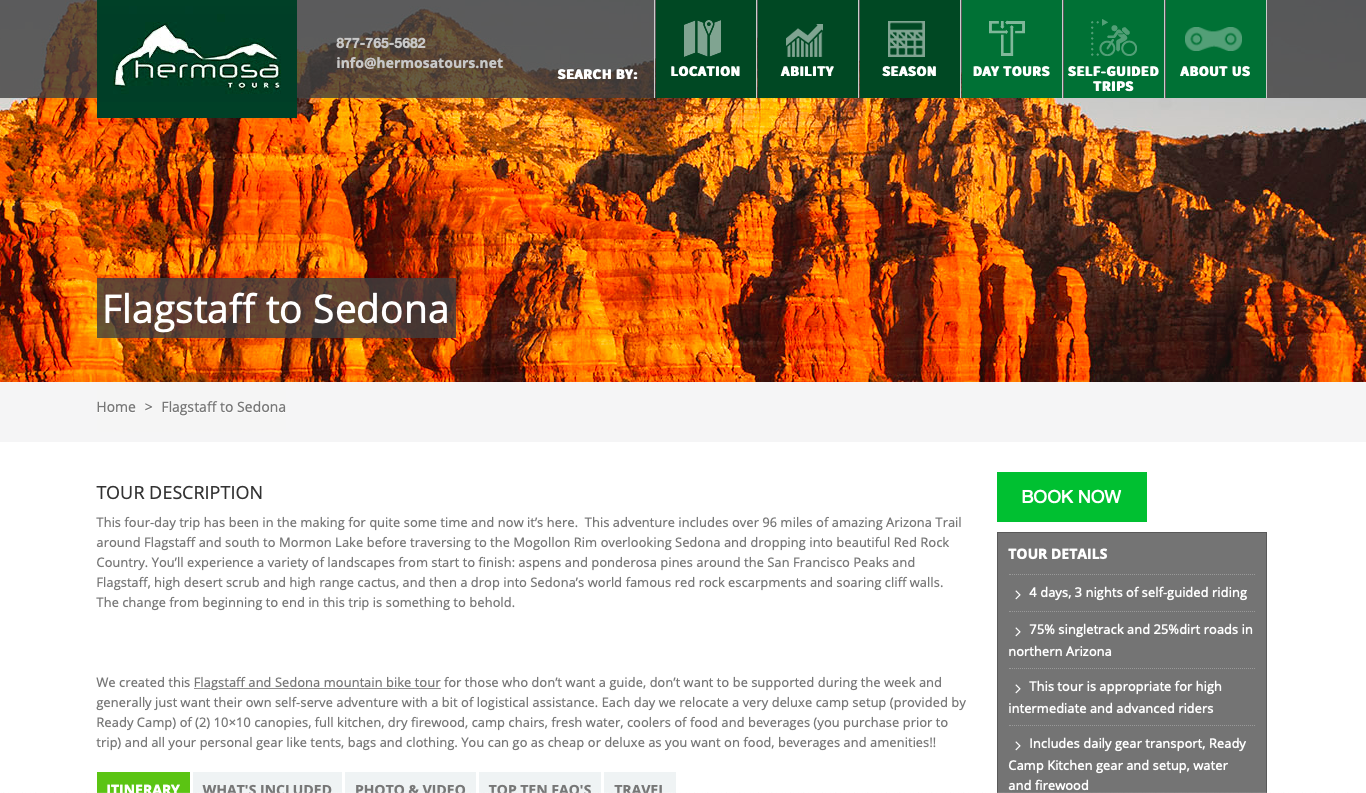 hermosa
TOURS
877-765-5682
info@hermosatours.net
SEARCH BY:
LOCATION
ABILITY
SEASON
DAY TOURS
SELF-GUIDED
TRIPS
ABOUT US
Flagstaff to Sedona
Home > Flagstaff to Sedona
TOUR DESCRIPTION
This four-day trip has been in the making for quite some time and now it’s here.  This adventure includes over 96 miles of amazing Arizona Trail
around Flagstaff and south to Mormon Lake before traversing to the Mogollon Rim overlooking Sedona and dropping into beautiful Red Rock
Country. You’ll experience a variety of landscapes from start to finish: aspens and ponderosa pines around the San Francisco Peaks and
Flagstaff, high desert scrub and high range cactus, and then a drop into Sedona’s world famous red rock escarpments and soaring cliff walls.
The change from beginning to end in this trip is something to behold.
We created this Flagstaff and Sedona mountain bike tour for those who don’t want a guide, don’t want to be supported during the week and
generally just want their own self-serve adventure with a bit of logistical assistance. Each day we relocate a very deluxe camp setup (provided by
Ready Camp) of (2) 10×10 canopies, full kitchen, dry firewood, camp chairs, fresh water, coolers of food and beverages (you purchase prior to
trip) and all your personal gear like tents, bags and clothing. You can go as cheap or deluxe as you want on food, beverages and amenities!!
ITINERARY
WHAT'S INCLUDED
PHOTO & VIDEO
TOP TEN FAQ'S
TRAVEL
BOOK NOW
TOUR DETAILS
4 days, 3 nights of self-guided riding
75% singletrack and 25%dirt roads in
northern Arizona
This tour is appropriate for high
intermediate and advanced riders
Includes daily gear transport, Ready
Camp Kitchen gear and setup, water
and firewood